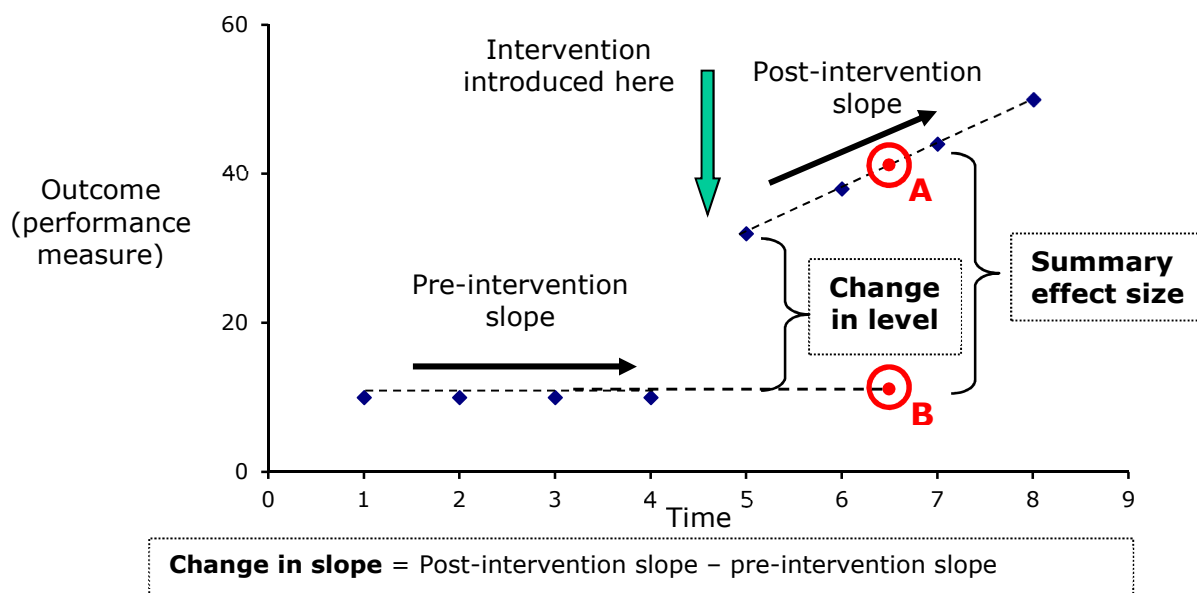 60
Intervention
introduced here
Post-intervention
slope
40
A
Outcome
(performance
measure)
Summary
effect size
Change
in level
Pre-intervention
slope
20
B
0
0 1 2 3 4 5 6 7 8 9
Time
Change in slope = Post-intervention slope – pre-intervention slope